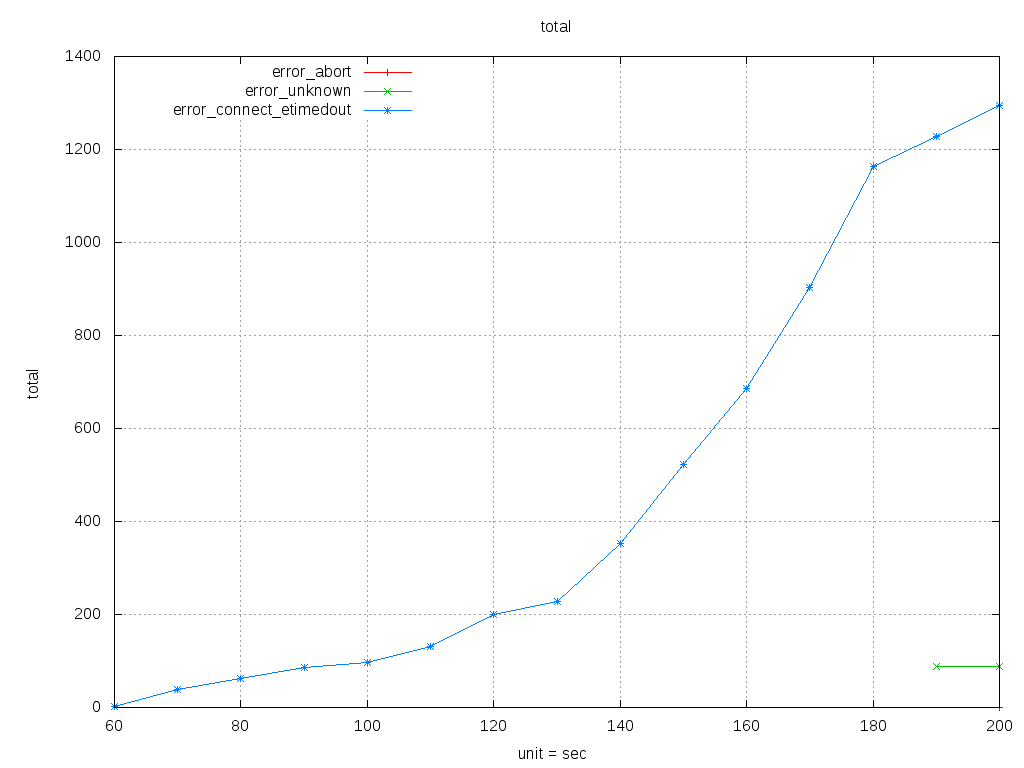 total
1400
1200
1000
800
600
400
200
0
total
error_abort
error_unknown
error_connect_etimedout
60 80 100 120 140 160 180 200
unit = sec